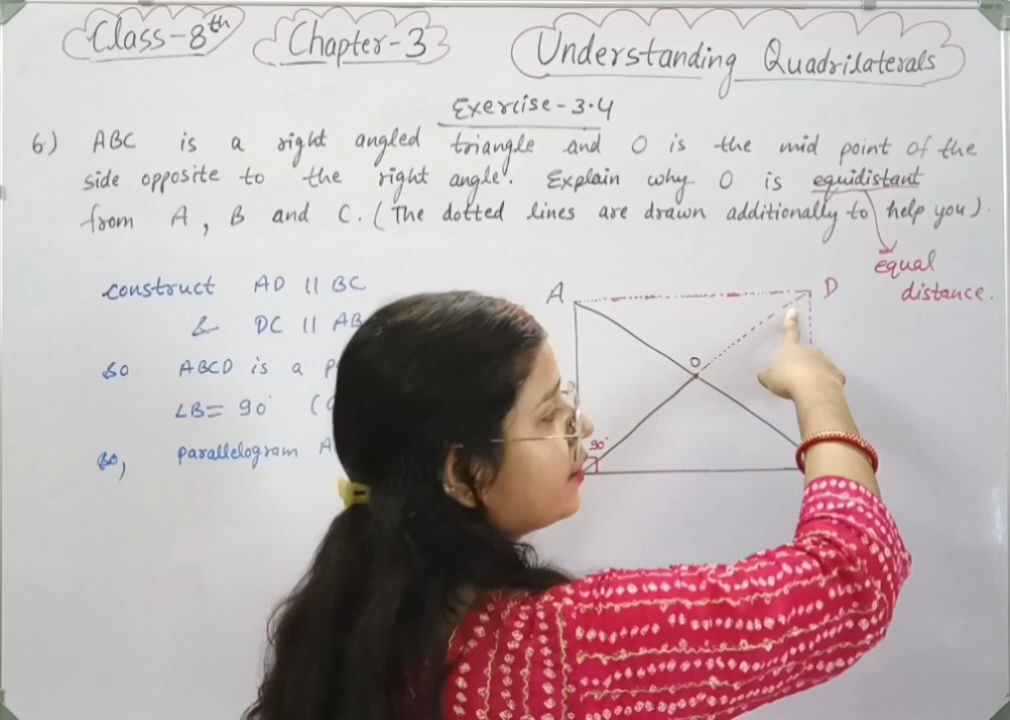 Class-8th Chapter-3 Understanding Quadrilaterals
Exercise-3.4
6) ABC is a right angled triangle and O is the mid point of the
side opposite to the right angle. Explain why O is equidistant
from A, B and C. (The dotted lines are drawn additionally to help you).
equal
distance.
construct AD || BC
& DC || AB
so ABCD is a
∠B= 90°
so, parallelogram
A D
O
90°